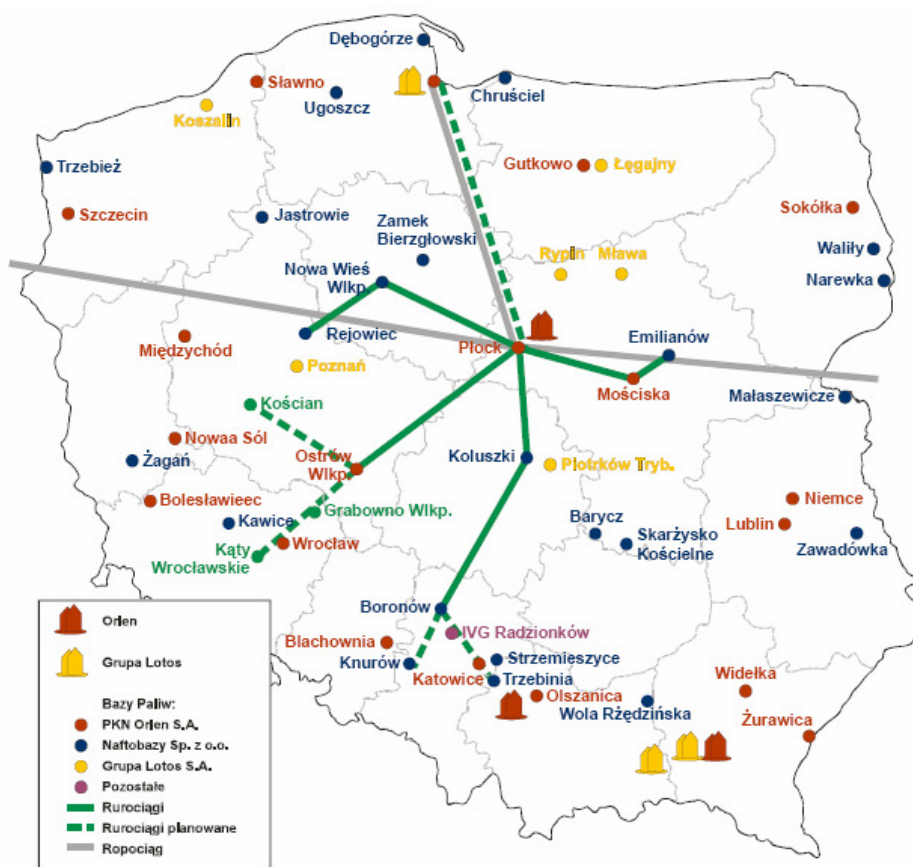 Dębogórze
Sławno
Ugoszcz
Chruściel
Koszalin
Trzebież
Gutkowo
Łęgajny
Szczecin
Jastrowie
Sokółka
Zamek
Bierzgłowski
Waliły
Rypin
Mława
Nowa Wieś
Wlkp.
Narewka
Rejowiec
Emilianów
Międzychód
Płock
Poznań
Mościska
Małaszewicze
Kościan
Nowaa Sól
Ostrów
Wlkp.
Koluszki
Żagań
Piotrków Tryb.
Bolesławieec
Niemce
Grabowno Wlkp.
Kawice
Barycz
Lublin
Skarżysko
Kościelne
Zawadówka
Kąty
Wrocławskie
Wrocław
Boronów
IVG Radzionków
Blachownia
Knurów
Strzemieszyce
Katowice
Trzebinia
Widełka
Olszanica
Wola Rżędzińska
Żurawica
Orlen
Grupa Lotos
Bazy Paliw:
PKN Orlen S.A.
Naftobazy Sp. z o.o.
Grupa Lotos S.A.
Pozostałe
Rurociągi
Rurociągi planowane
Ropociąg